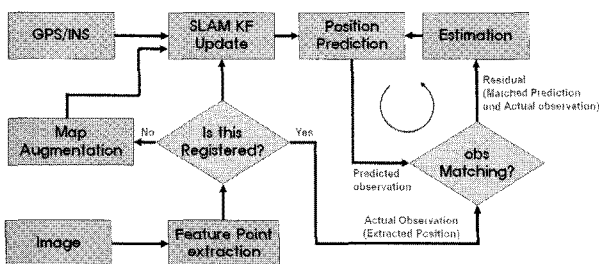 GPS/INS
SLAM KF
Update
Position
Prediction
Estimation
Residual
(Matched Prediction
and Actual observation)
Map
Augmentation
No
Is this
Registered?
Yes
obs
Matching?
Predicted
observation
Actual Observation
(Extracted Position)
Image
Feature Point
extraction